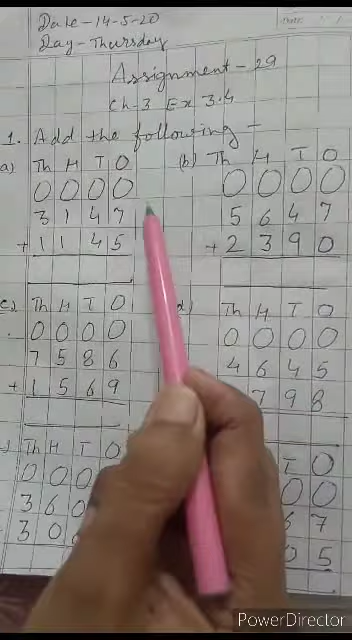 Date:
Date - 14-5-20
Day - Thursday
Assignment - 29
Ch-3 Ex 3.4
1. Add the following -
a) Th H T O
0 0 0 0
3 1 4 7
+ 1 1 4 5
(b) Th H T O
0 0 0 0
5 6 4 7
+ 2 3 9 0
c) Th H T O
0 0 0 0
7 5 8 6
+ 1 5 6 9
d) Th H T O
0 0 0 0
4 6 4 5
7 9 8
) Th H T O
0 0 0
3 6 0
3 0
T O
0 0
7
0 5
PowerDirector